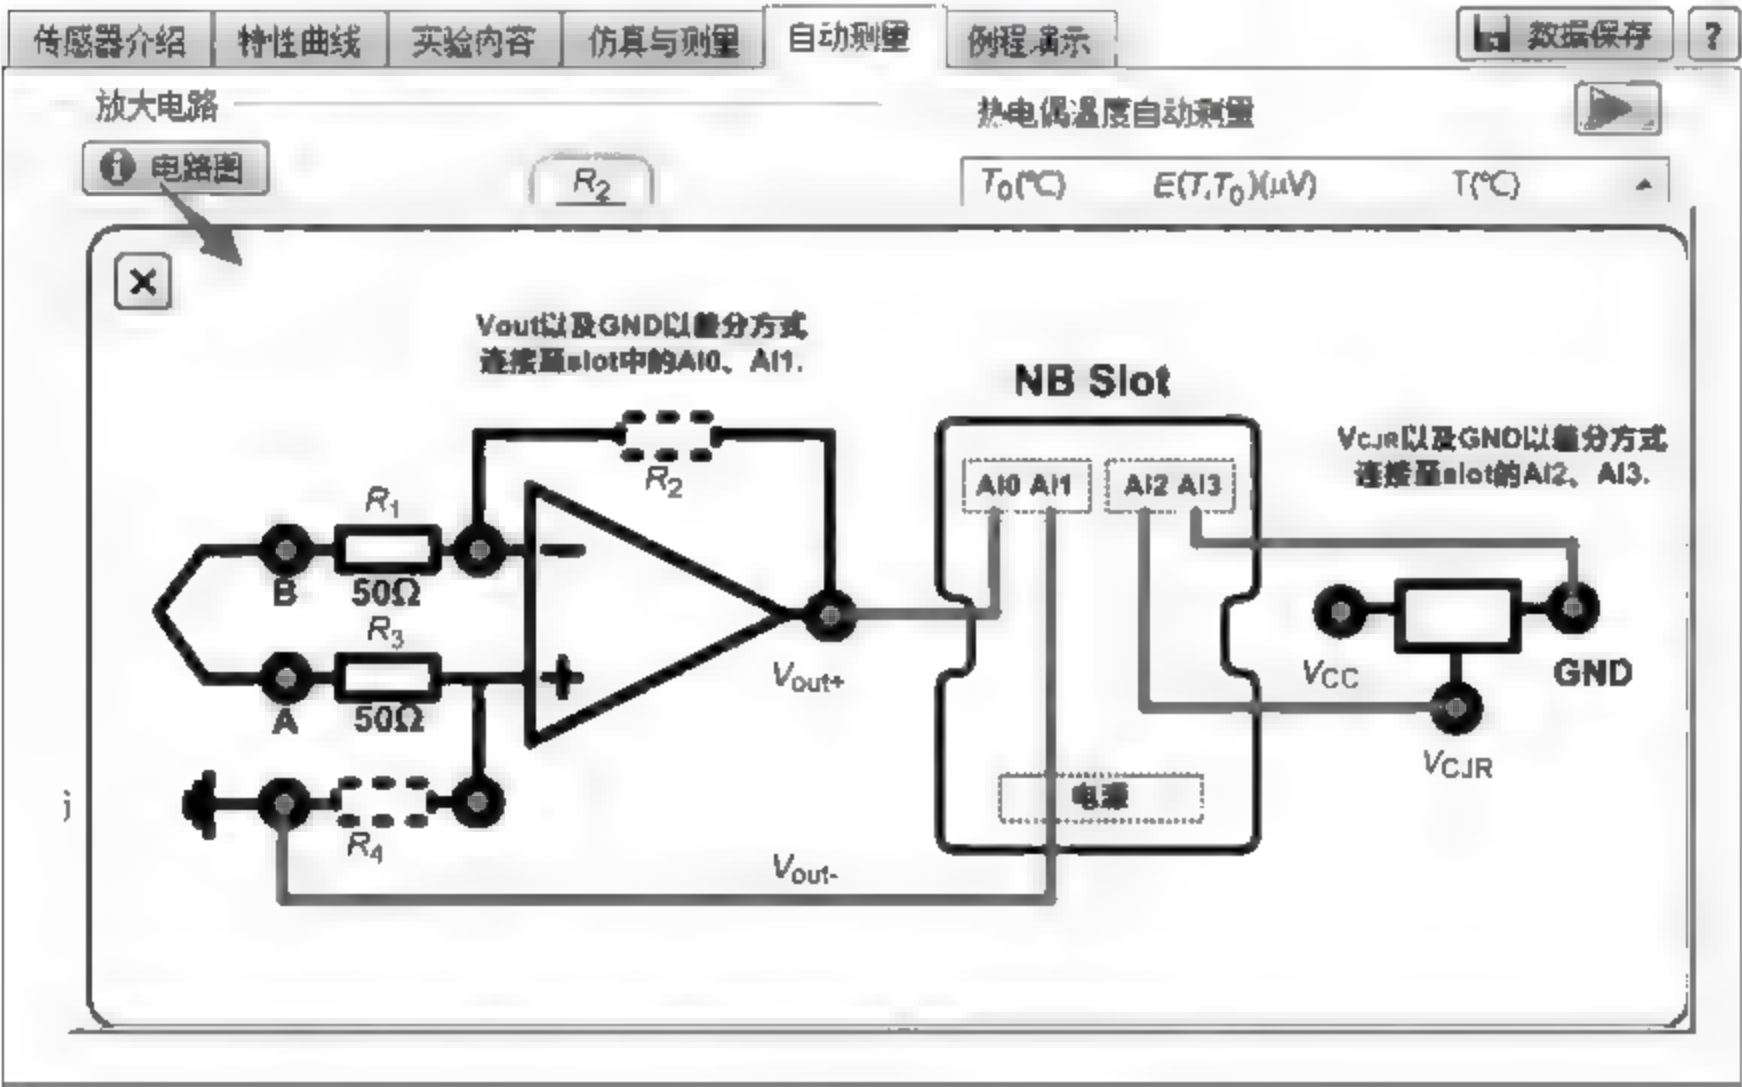 传感器介绍 特性曲线 实验内容 仿真与测量 自动测量 例程演示 数据保存 ?
放大电路
热电偶温度自动测量
电路图
R2
T0(℃) E(T,T0)(μV) T(℃)
Vout以及GND以差分方式
连接至slot中的AI0、AI1.
NB Slot
VCJR以及GND以差分方式
连接至slot的AI2、AI3.
R2
AI0 AI1 AI2 AI3
R1
B
50Ω
R3
A
50Ω
Vout+
VCC
GND
VCJR
电源
R4
Vout-